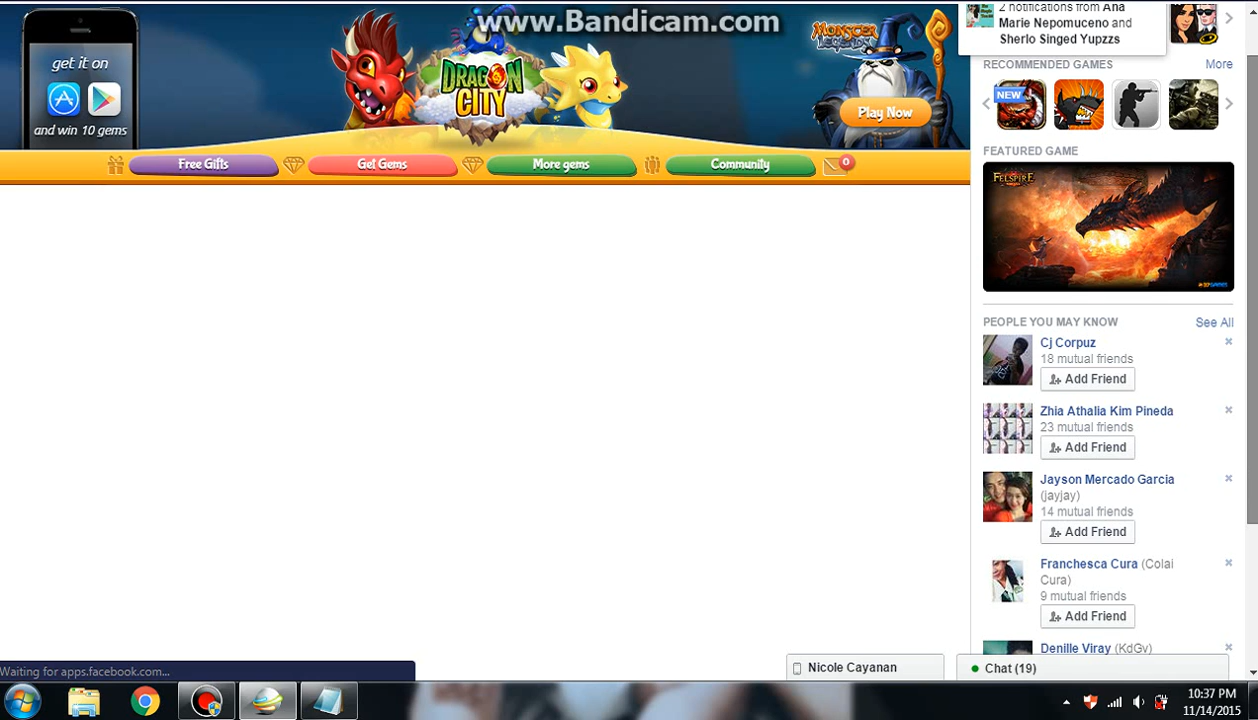 www.Bandicam.com
get it on
and win 10 gems
DRAGON
CITY
MONSTER
LEGENDS
Play Now
Free Gifts
Get Gems
More gems
Community
0
2 notifications from Ana
Marie Nepomuceno and
Sherlo Singed Yupzzs
RECOMMENDED GAMES
More
NEW
FEATURED GAME
FELSPIRE
PEOPLE YOU MAY KNOW
See All
Cj Corpuz
18 mutual friends
Add Friend
Zhia Athalia Kim Pineda
23 mutual friends
Add Friend
Jayson Mercado Garcia
(jayjay)
14 mutual friends
Add Friend
Franchesca Cura (Colai
Cura)
9 mutual friends
Add Friend
Denille Viray (KdGv)
Waiting for apps.facebook.com...
Nicole Cayanan
Chat (19)
10:37 PM
11/14/2015